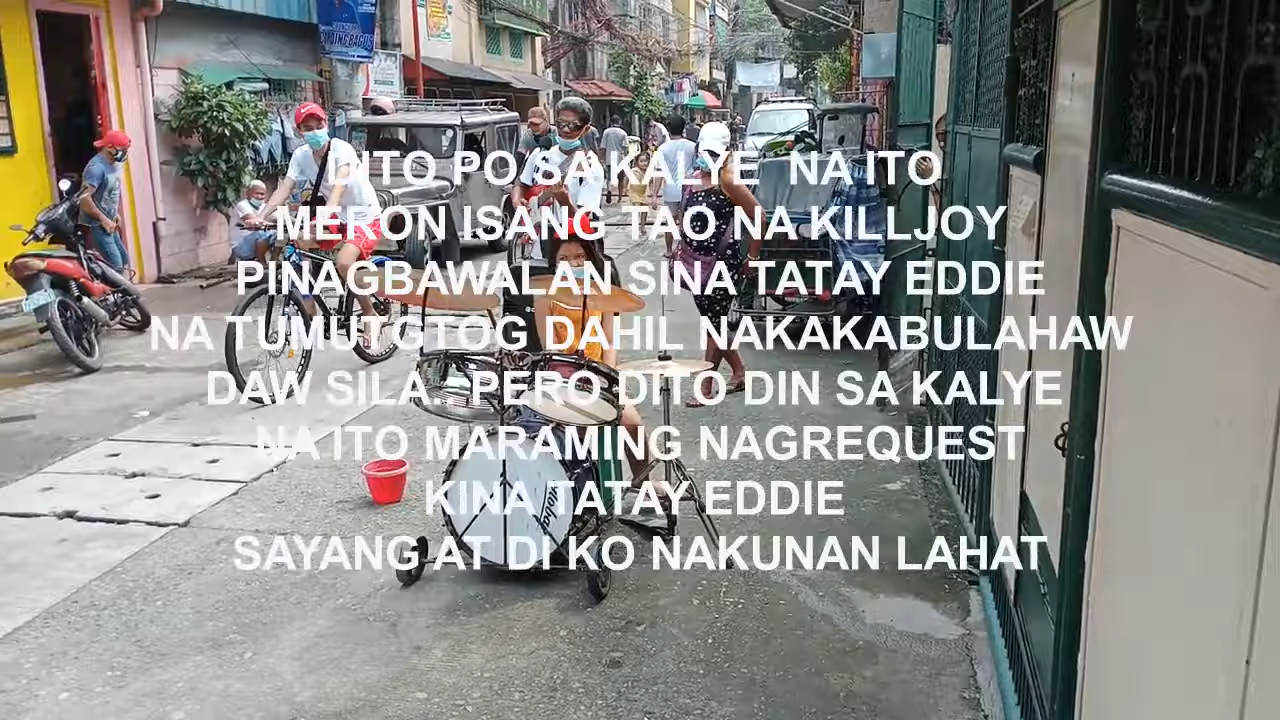 DITO PO SA KALYE NA ITO
MERON ISANG TAO NA KILLJOY
PINAGBAWALAN SINA TATAY EDDIE
NA TUMUTGTOG DAHIL NAKAKABULAHAW
DAW SILA.. PERO DITO DIN SA KALYE
NA ITO MARAMING NAGREQUEST
KINA TATAY EDDIE
SAYANG AT DI KO NAKUNAN LAHAT